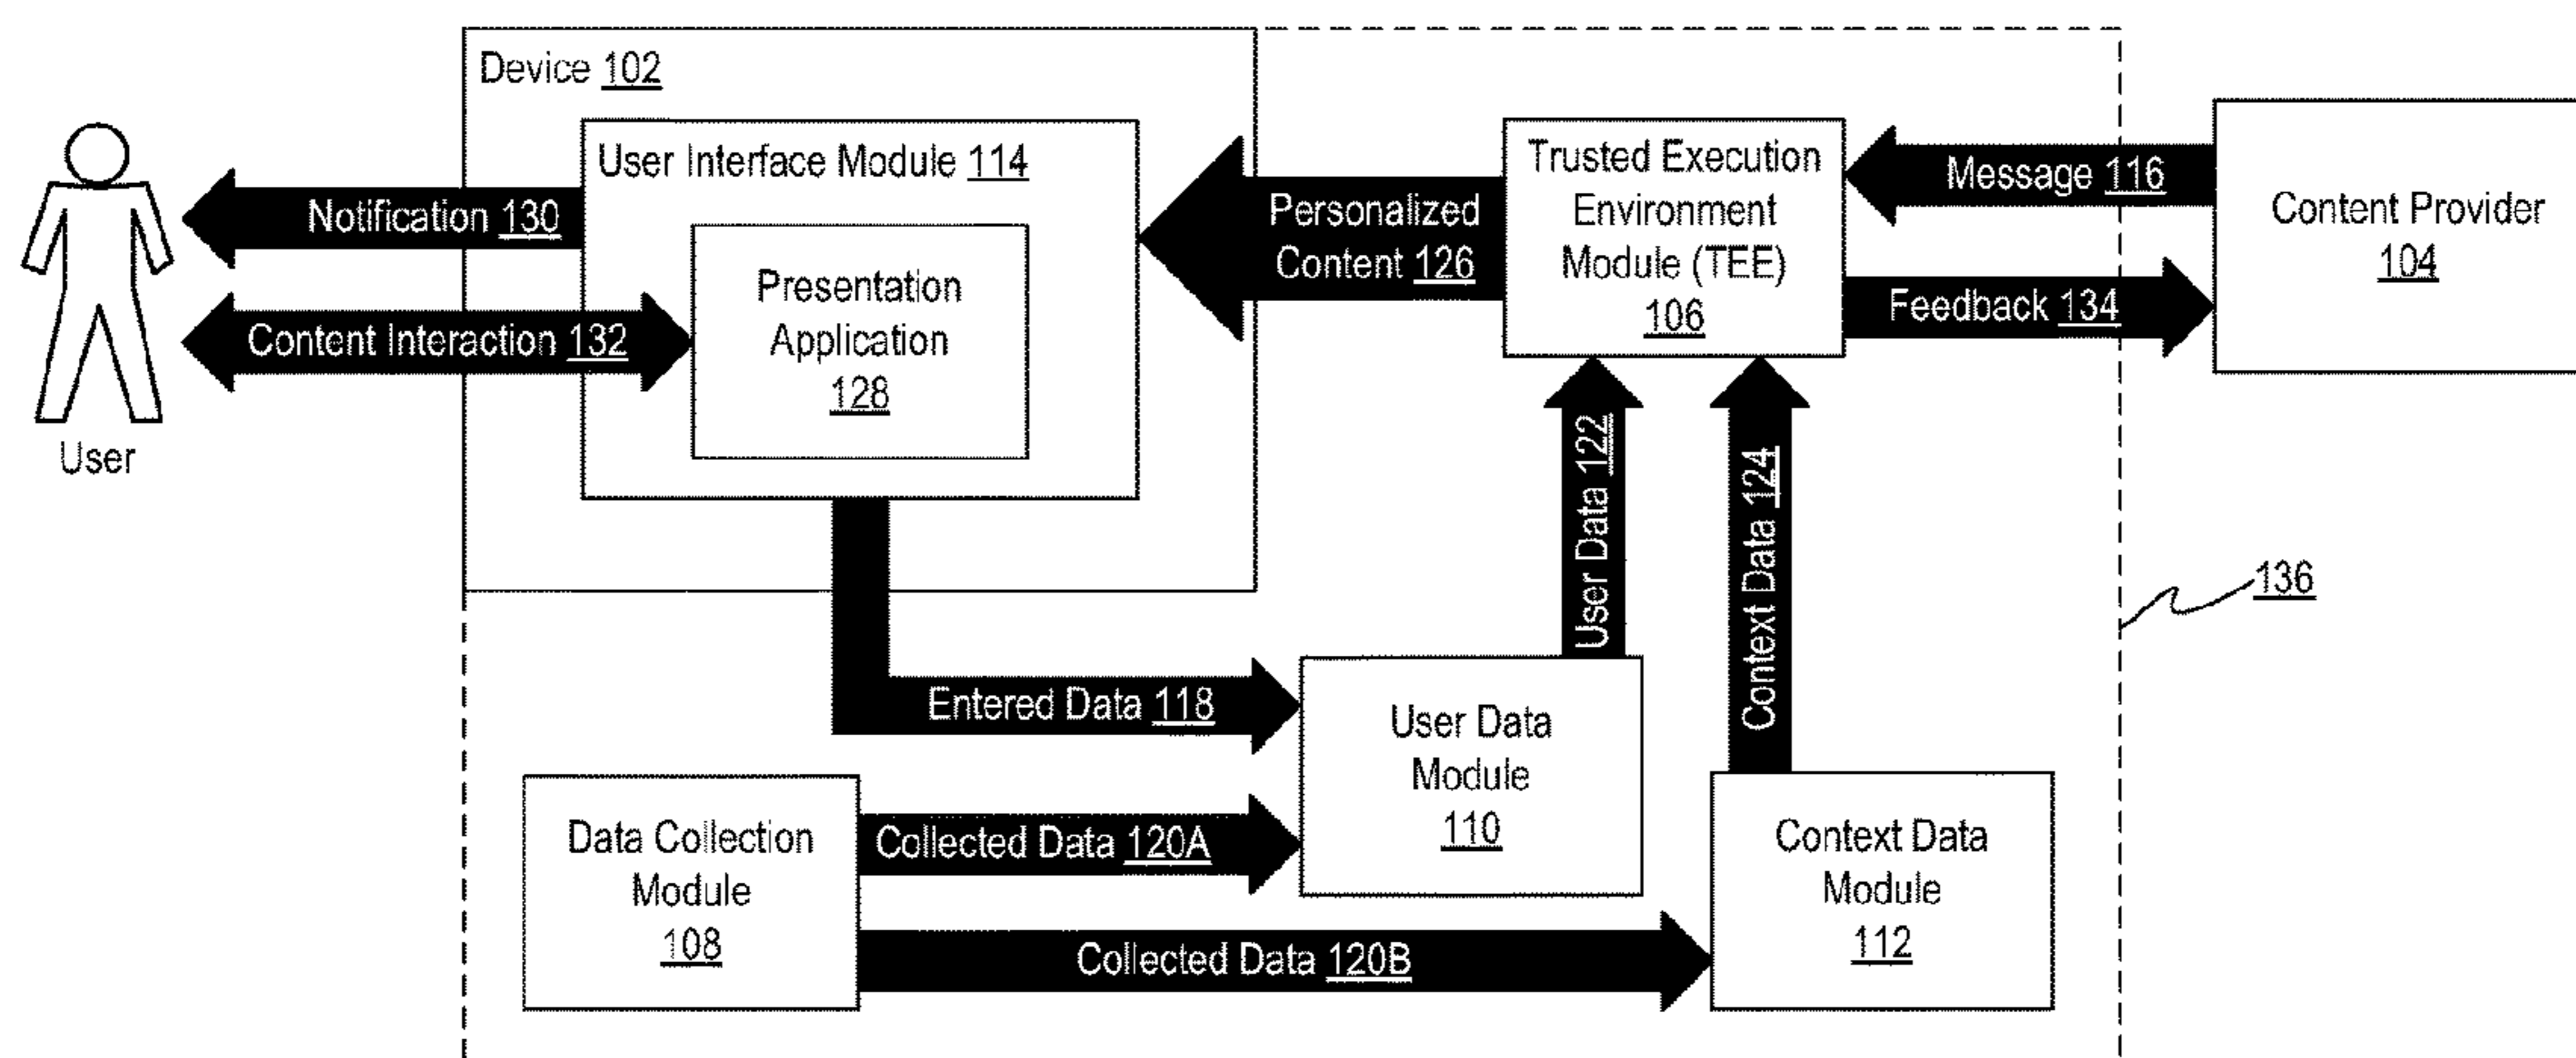 Device 102
User Interface Module 114
Presentation
Application
128
Notification 130
Content Interaction 132
User
Personalized
Content 126
Trusted Execution
Environment
Module (TEE)
106
Message 116
Feedback 134
Content Provider
104
User Data 122
Context Data 124
136
Entered Data 118
User Data
Module
110
Data Collection
Module
108
Collected Data 120A
Collected Data 120B
Context Data
Module
112